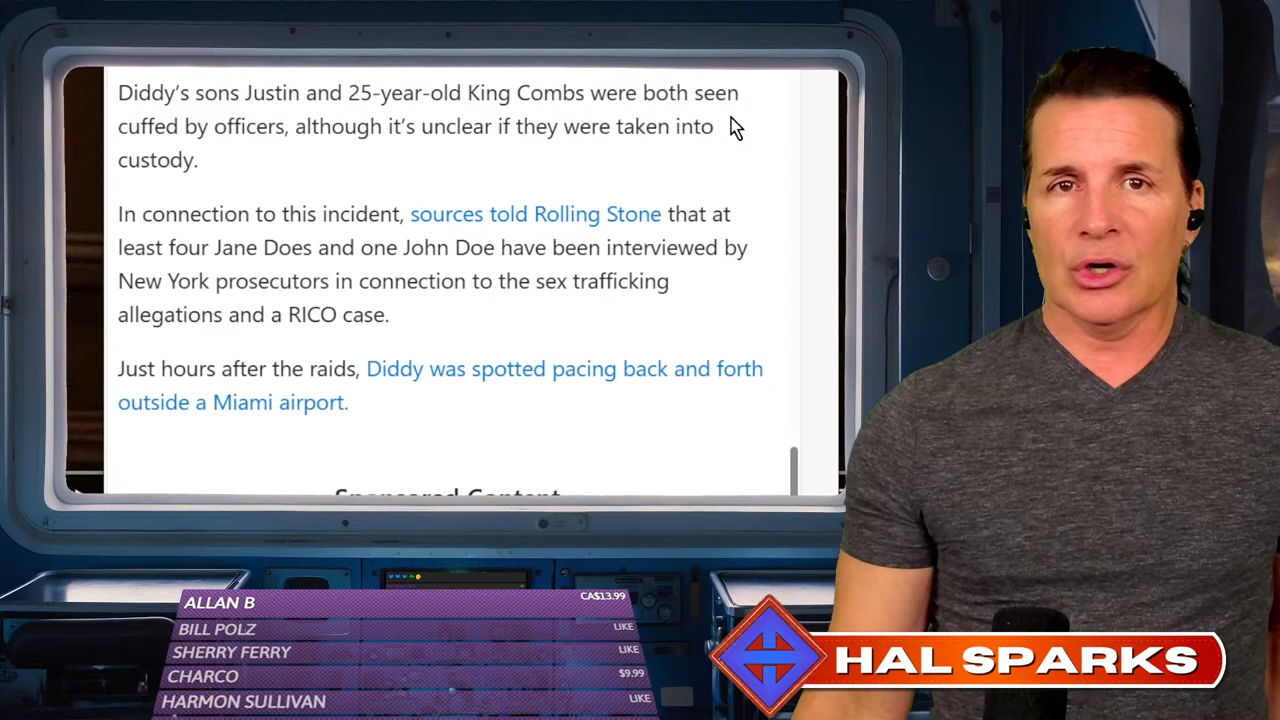 Diddy's sons Justin and 25-year-old King Combs were both seen
cuffed by officers, although it's unclear if they were taken into
custody.
In connection to this incident, sources told Rolling Stone that at
least four Jane Does and one John Doe have been interviewed by
New York prosecutors in connection to the sex trafficking
allegations and a RICO case.
Just hours after the raids, Diddy was spotted pacing back and forth
outside a Miami airport.
Sponsored Content
ALLAN B CA$13.99
BILL POLZ LIKE
SHERRY FERRY LIKE
CHARCO $9.99
HARMON SULLIVAN LIKE
HAL SPARKS